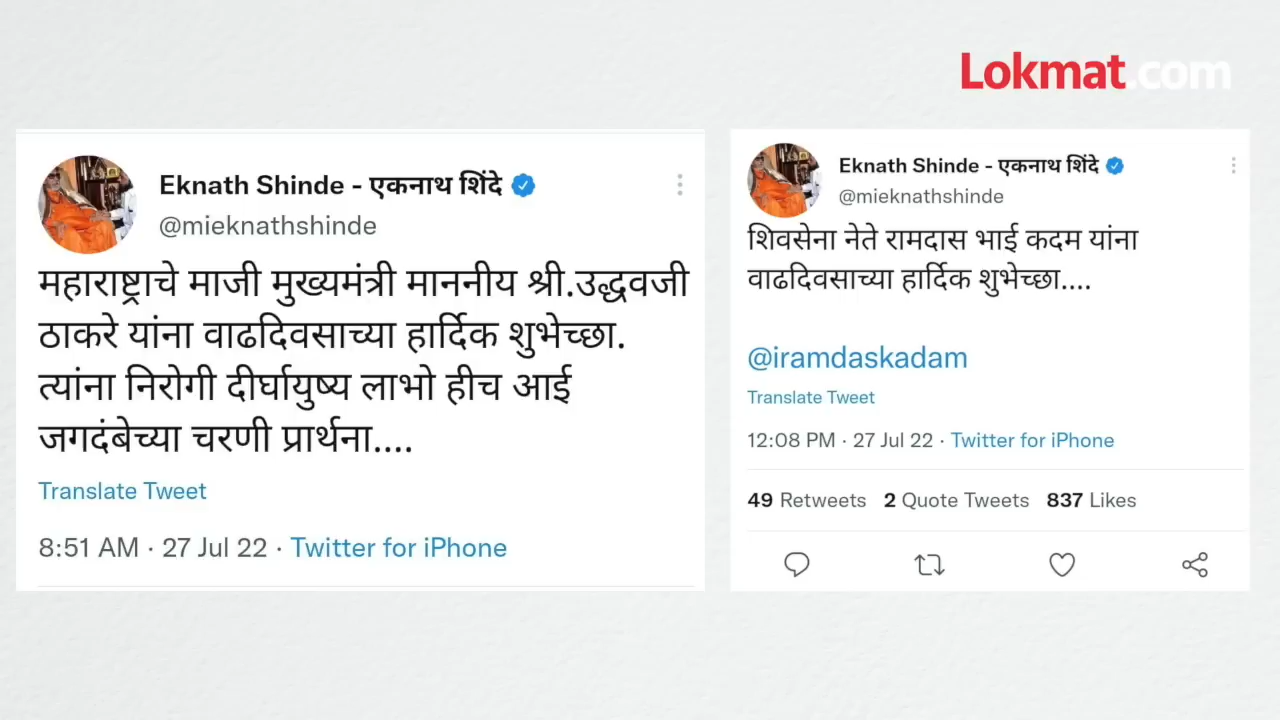 Lokmat.com
Eknath Shinde - एकनाथ शिंदे
@mieknathshinde
महाराष्ट्राचे माजी मुख्यमंत्री माननीय श्री.उद्धवजी
ठाकरे यांना वाढदिवसाच्या हार्दिक शुभेच्छा.
त्यांना निरोगी दीर्घायुष्य लाभो हीच आई
जगदंबेच्या चरणी प्रार्थना....
Translate Tweet
8:51 AM · 27 Jul 22 · Twitter for iPhone
Eknath Shinde - एकनाथ शिंदे
@mieknathshinde
शिवसेना नेते रामदास भाई कदम यांना
वाढदिवसाच्या हार्दिक शुभेच्छा....
@iramdaskadam
Translate Tweet
12:08 PM · 27 Jul 22 · Twitter for iPhone
49 Retweets 2 Quote Tweets 837 Likes